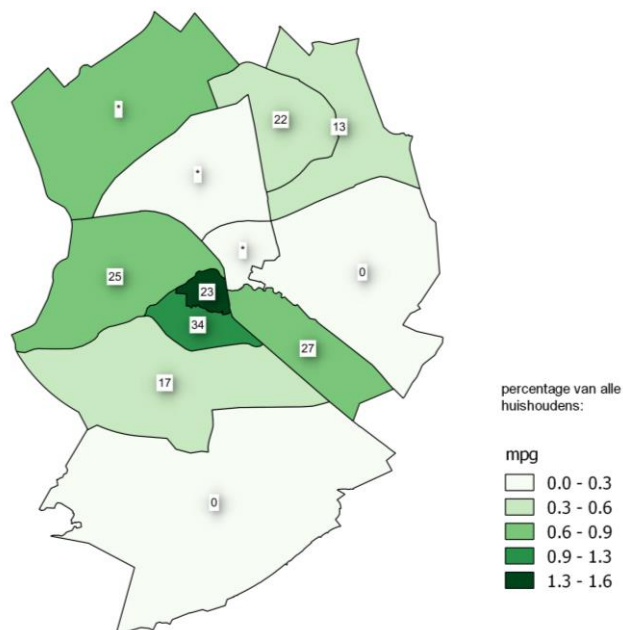 *
22
13
*
*
0
25
23
34
27
17
0
percentage van alle
huishoudens:
mpg
0.0 - 0.3
0.3 - 0.6
0.6 - 0.9
0.9 - 1.3
1.3 - 1.6